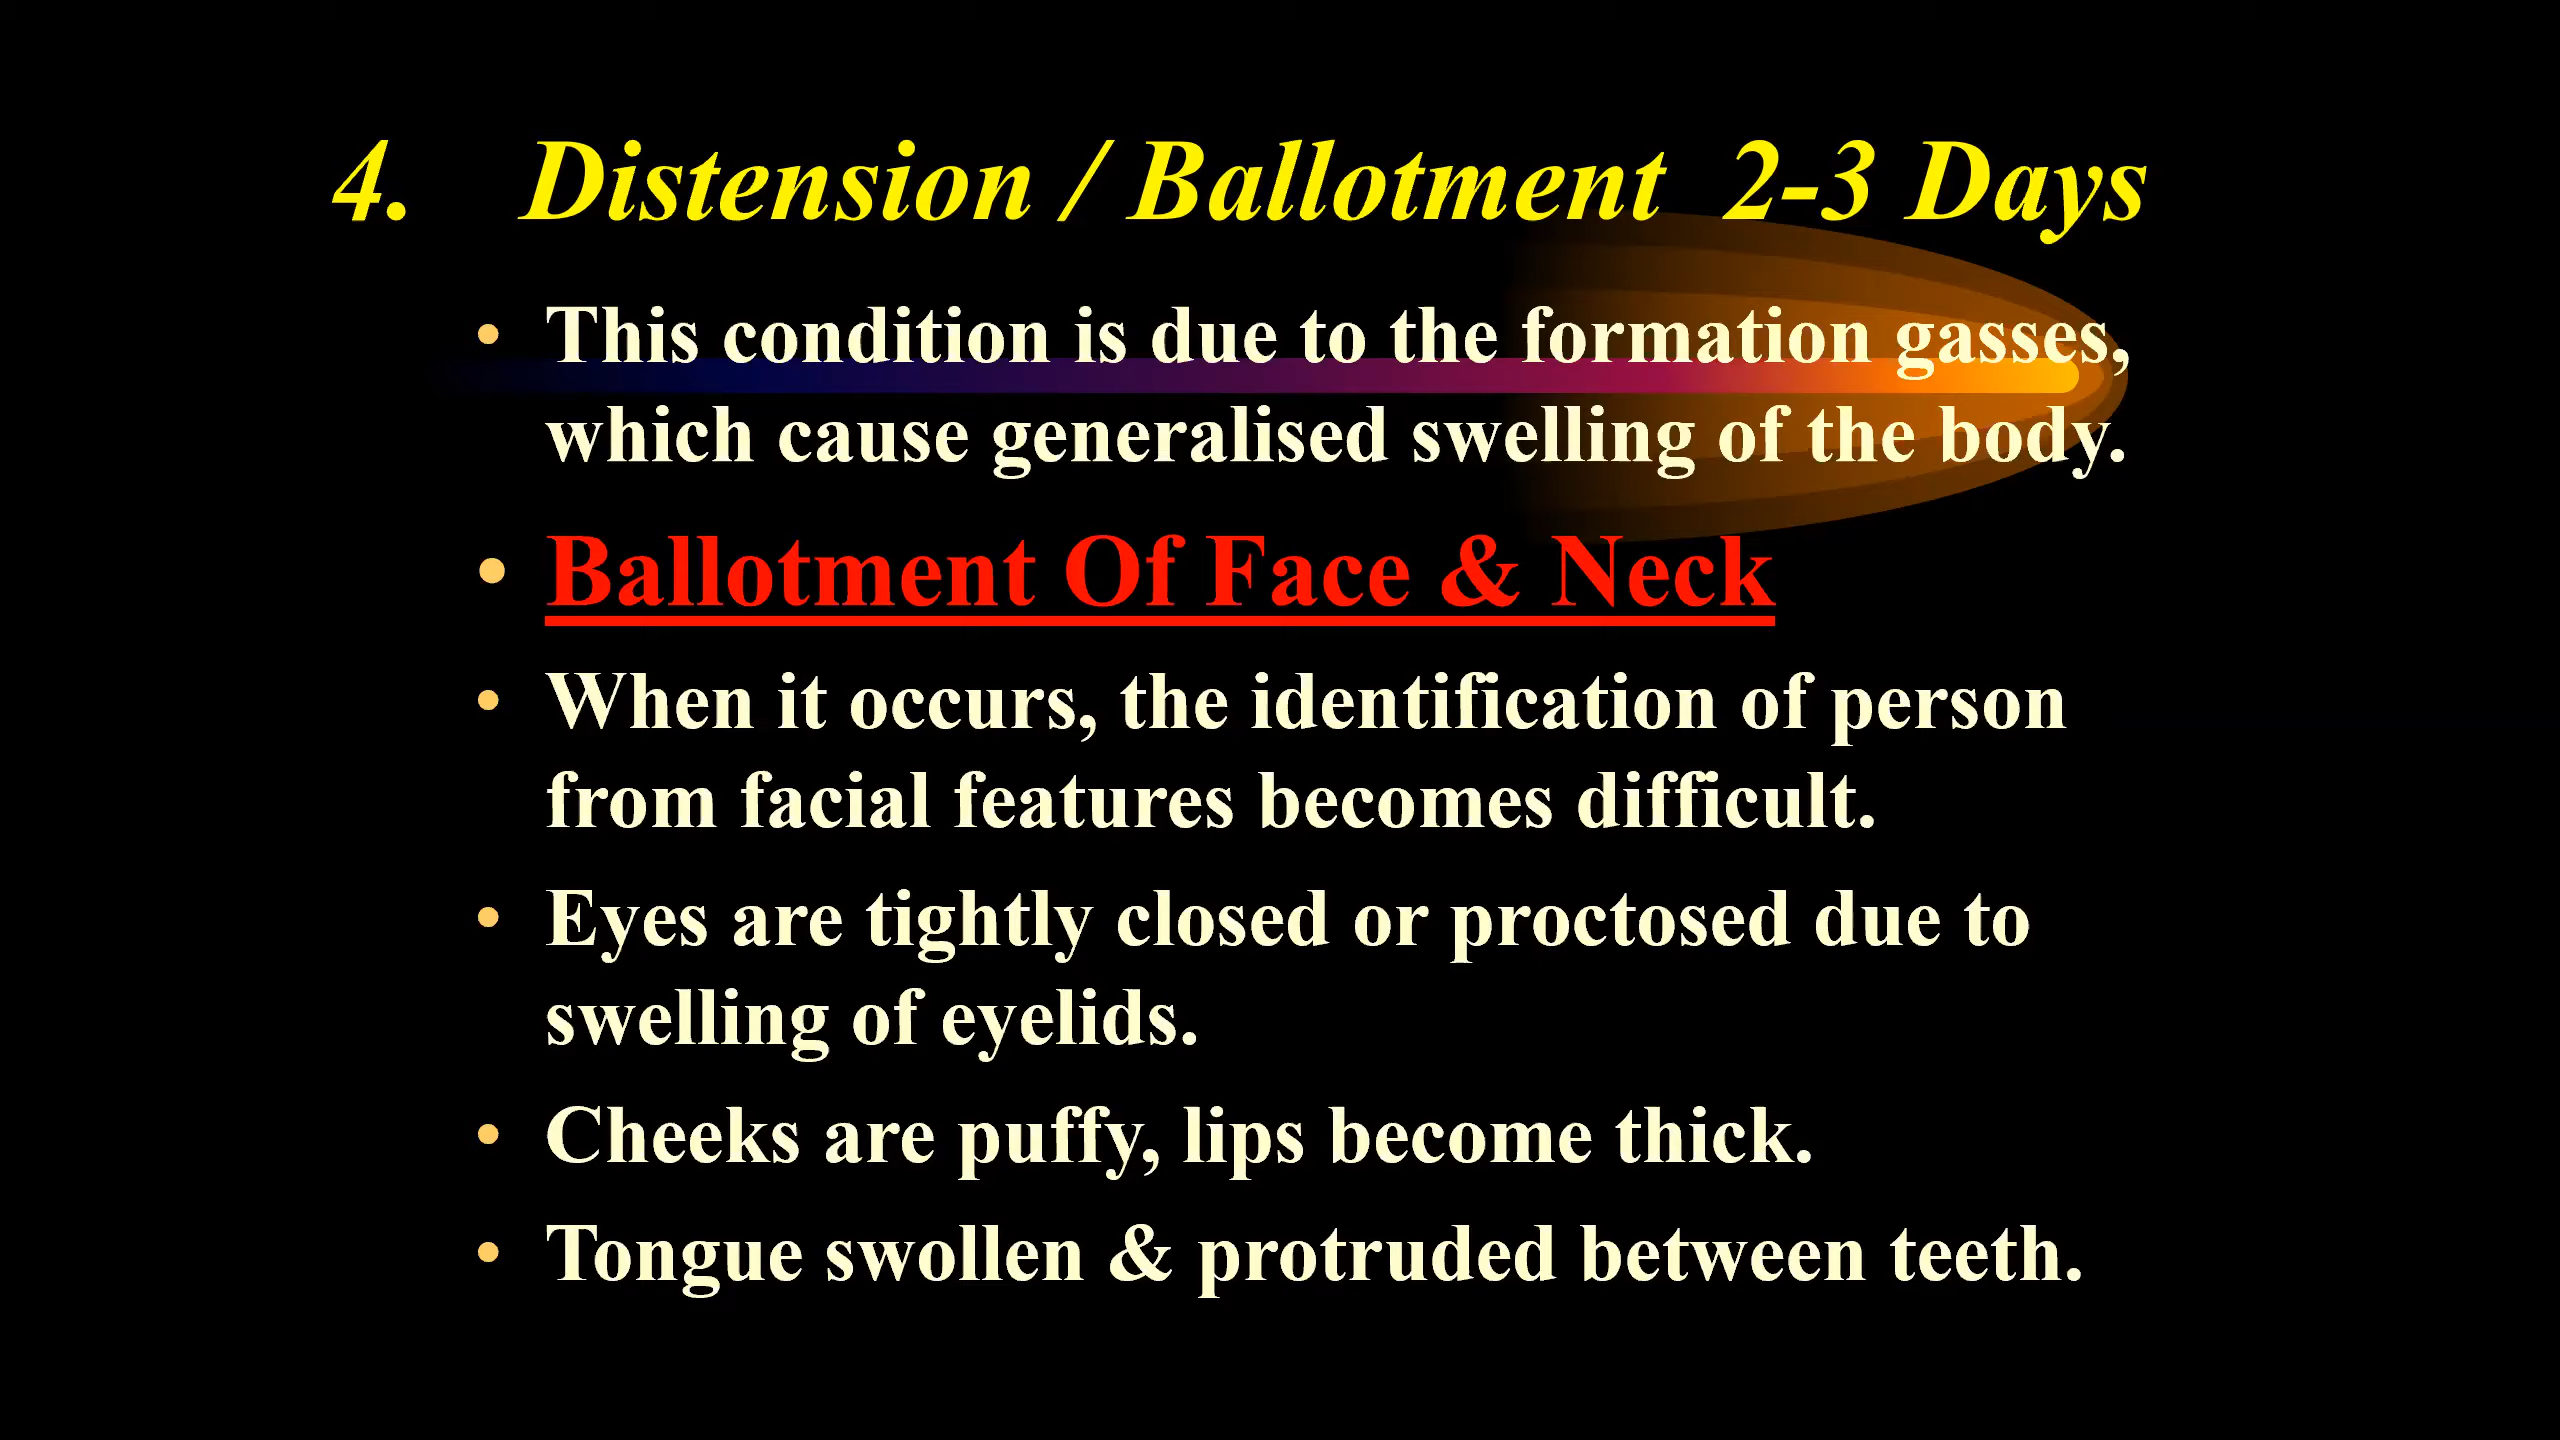 4. Distension / Ballotment 2-3 Days
• This condition is due to the formation gasses,
which cause generalised swelling of the body.
• Ballotment Of Face & Neck
• When it occurs, the identification of person
from facial features becomes difficult.
• Eyes are tightly closed or proctosed due to
swelling of eyelids.
• Cheeks are puffy, lips become thick.
• Tongue swollen & protruded between teeth.